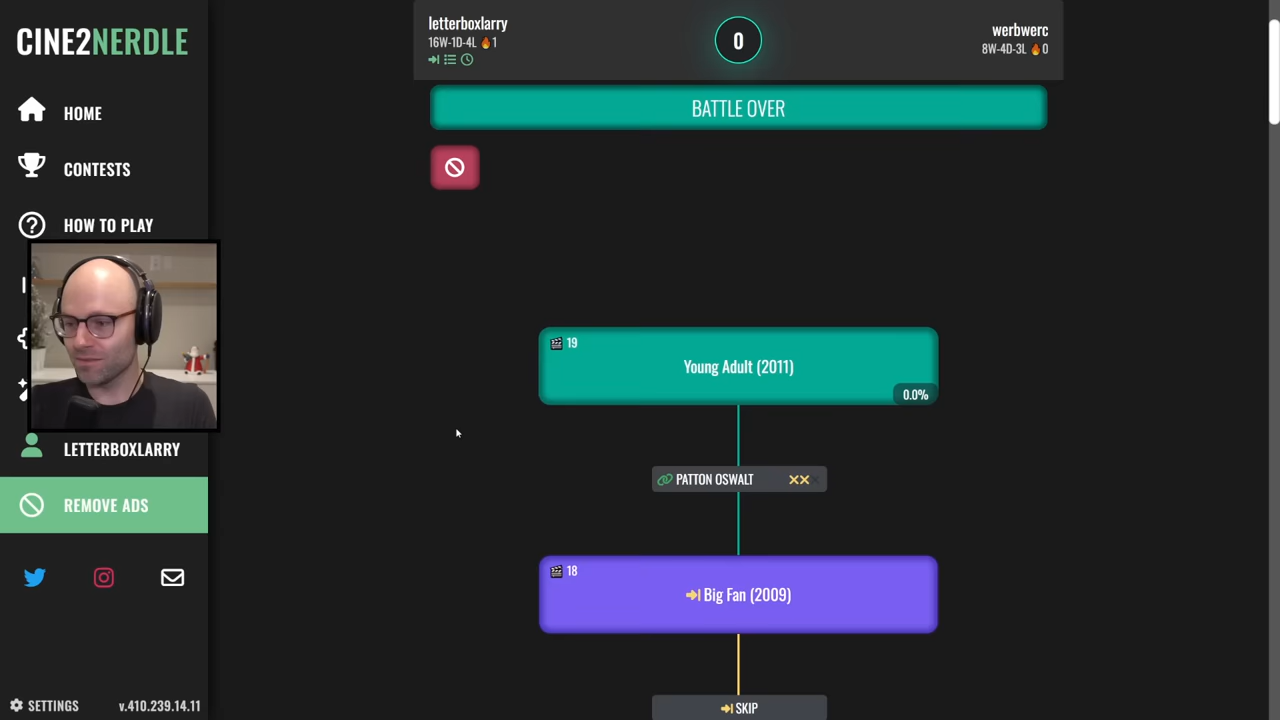 CINE2NERDLE
HOME
CONTESTS
HOW TO PLAY
LETTERBOXLARRY
REMOVE ADS
SETTINGS
v.410.239.14.11
letterboxlarry
16W-1D-4L 🔥1
0
werbwerc
8W-4D-3L 🔥0
BATTLE OVER
19
Young Adult (2011)
0.0%
PATTON OSWALT
18
Big Fan (2009)
SKIP